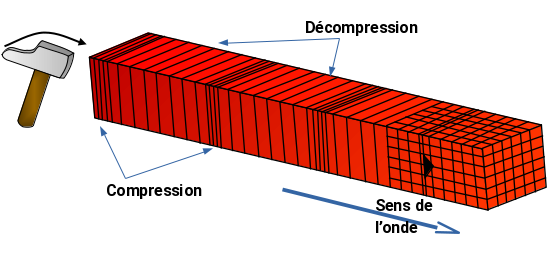 Décompression
Compression
Sens de
l’onde